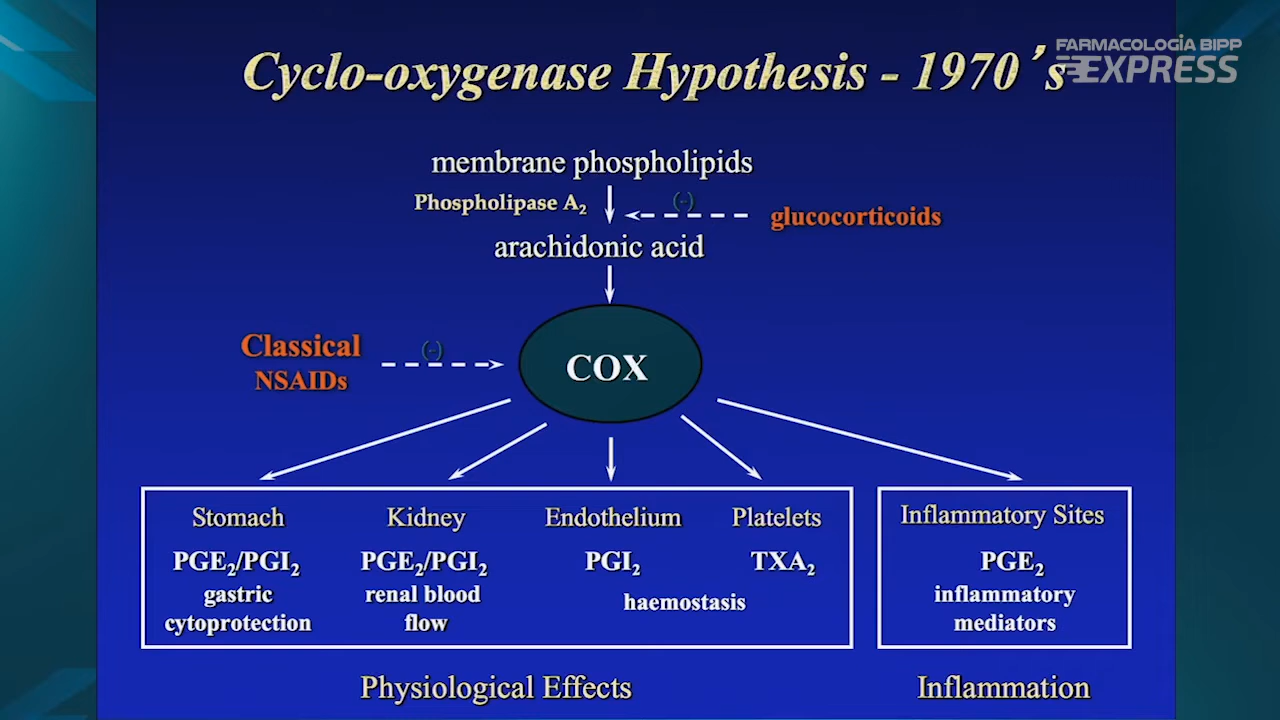 FARMACOLOGÍA BIPP
EXPRESS
Cyclo-oxygenase Hypothesis - 1970´s
membrane phospholipids
Phospholipase A₂
(-)
glucocorticoids
arachidonic acid
Classical
NSAIDs
(-)
COX
Stomach
PGE₂/PGI₂
gastric
cytoprotection
Kidney
PGE₂/PGI₂
renal blood
flow
Endothelium
PGI₂
Platelets
TXA₂
haemostasis
Inflammatory Sites
PGE₂
inflammatory
mediators
Physiological Effects
Inflammation